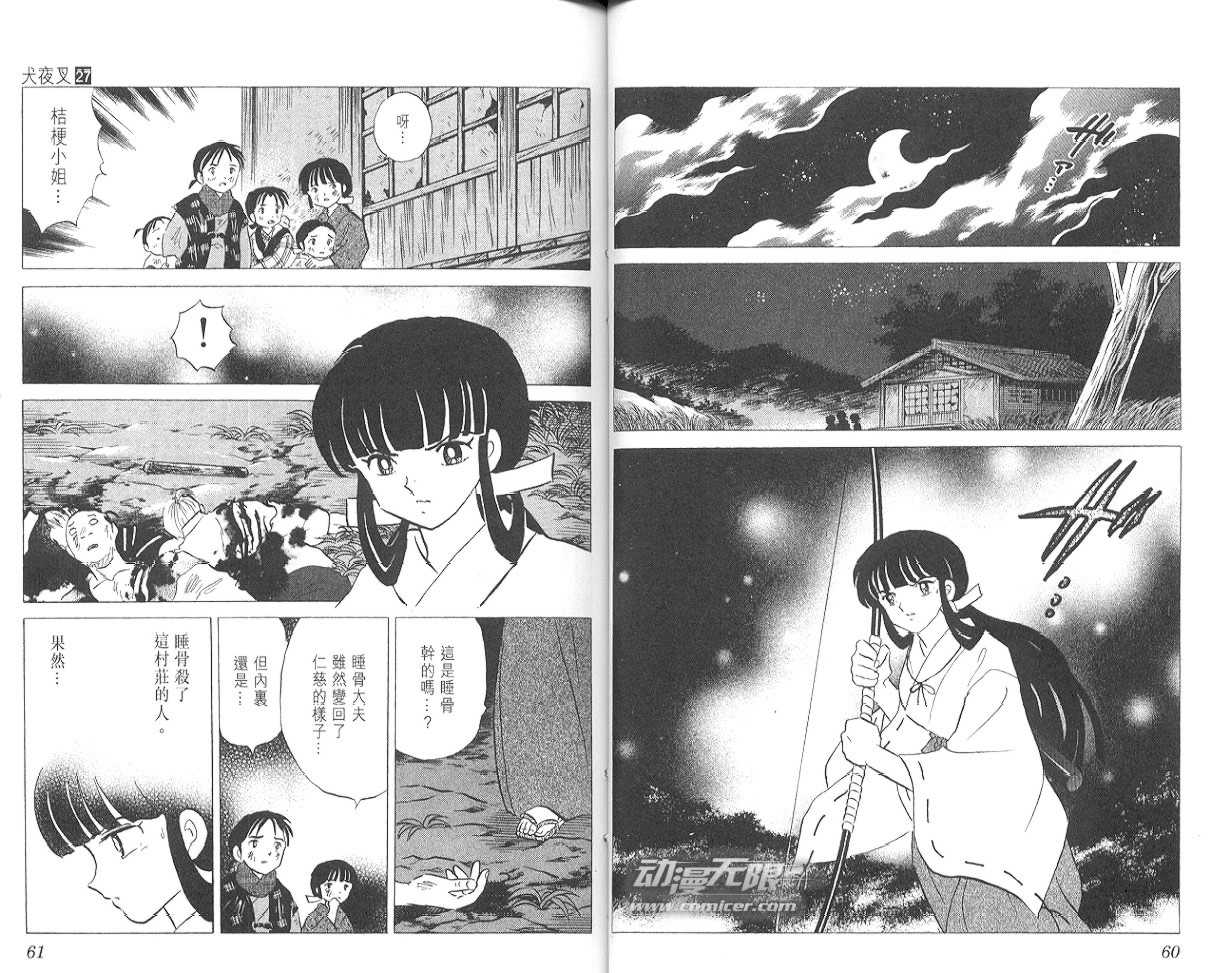 犬夜叉27
呀…
桔梗小姐…
！
這是睡骨
幹的嗎…？
睡骨大夫
雖然變回了
仁慈的樣子…
但內裏
還是…
睡骨殺了
這村莊的人。
果然…
动漫无限
www.comicer.com
60
61